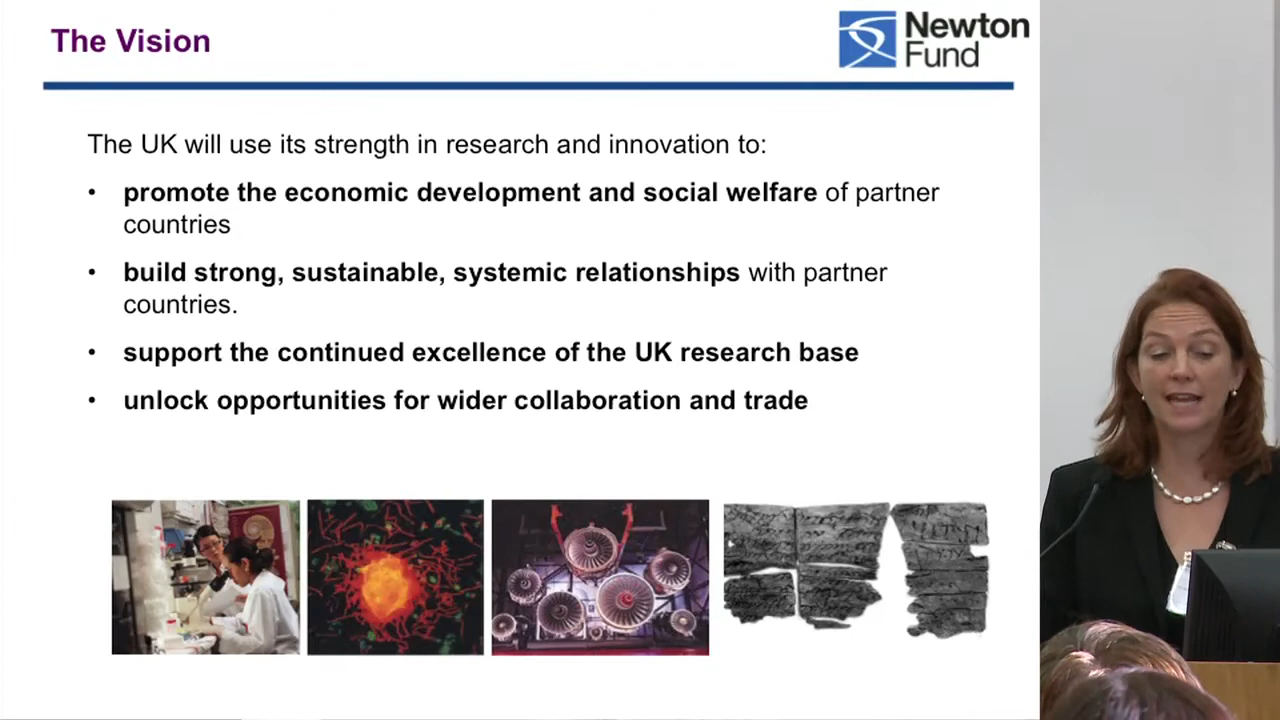 The Vision
Newton
Fund
The UK will use its strength in research and innovation to:
• promote the economic development and social welfare of partner
countries
• build strong, sustainable, systemic relationships with partner
countries.
• support the continued excellence of the UK research base
• unlock opportunities for wider collaboration and trade